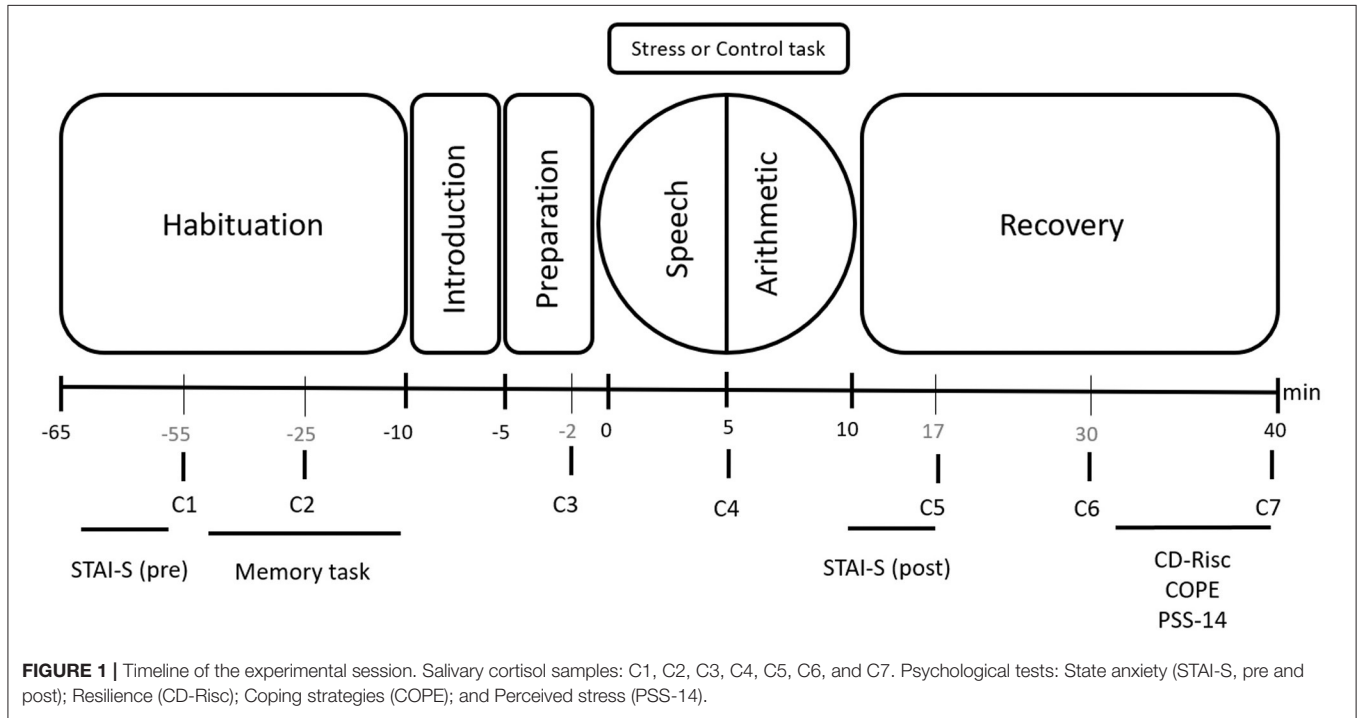 Stress or Control task
Habituation
Introduction
Preparation
Speech
Arithmetic
Recovery
min
-65
-55
-25
-10
-5
-2
0
5
10
17
30
40
C1
C2
C3
C4
C5
C6
C7
STAI-S (pre)
Memory task
STAI-S (post)
CD-Risc
COPE
PSS-14
FIGURE 1 | Timeline of the experimental session. Salivary cortisol samples: C1, C2, C3, C4, C5, C6, and C7. Psychological tests: State anxiety (STAI-S, pre and
post); Resilience (CD-Risc); Coping strategies (COPE); and Perceived stress (PSS-14).